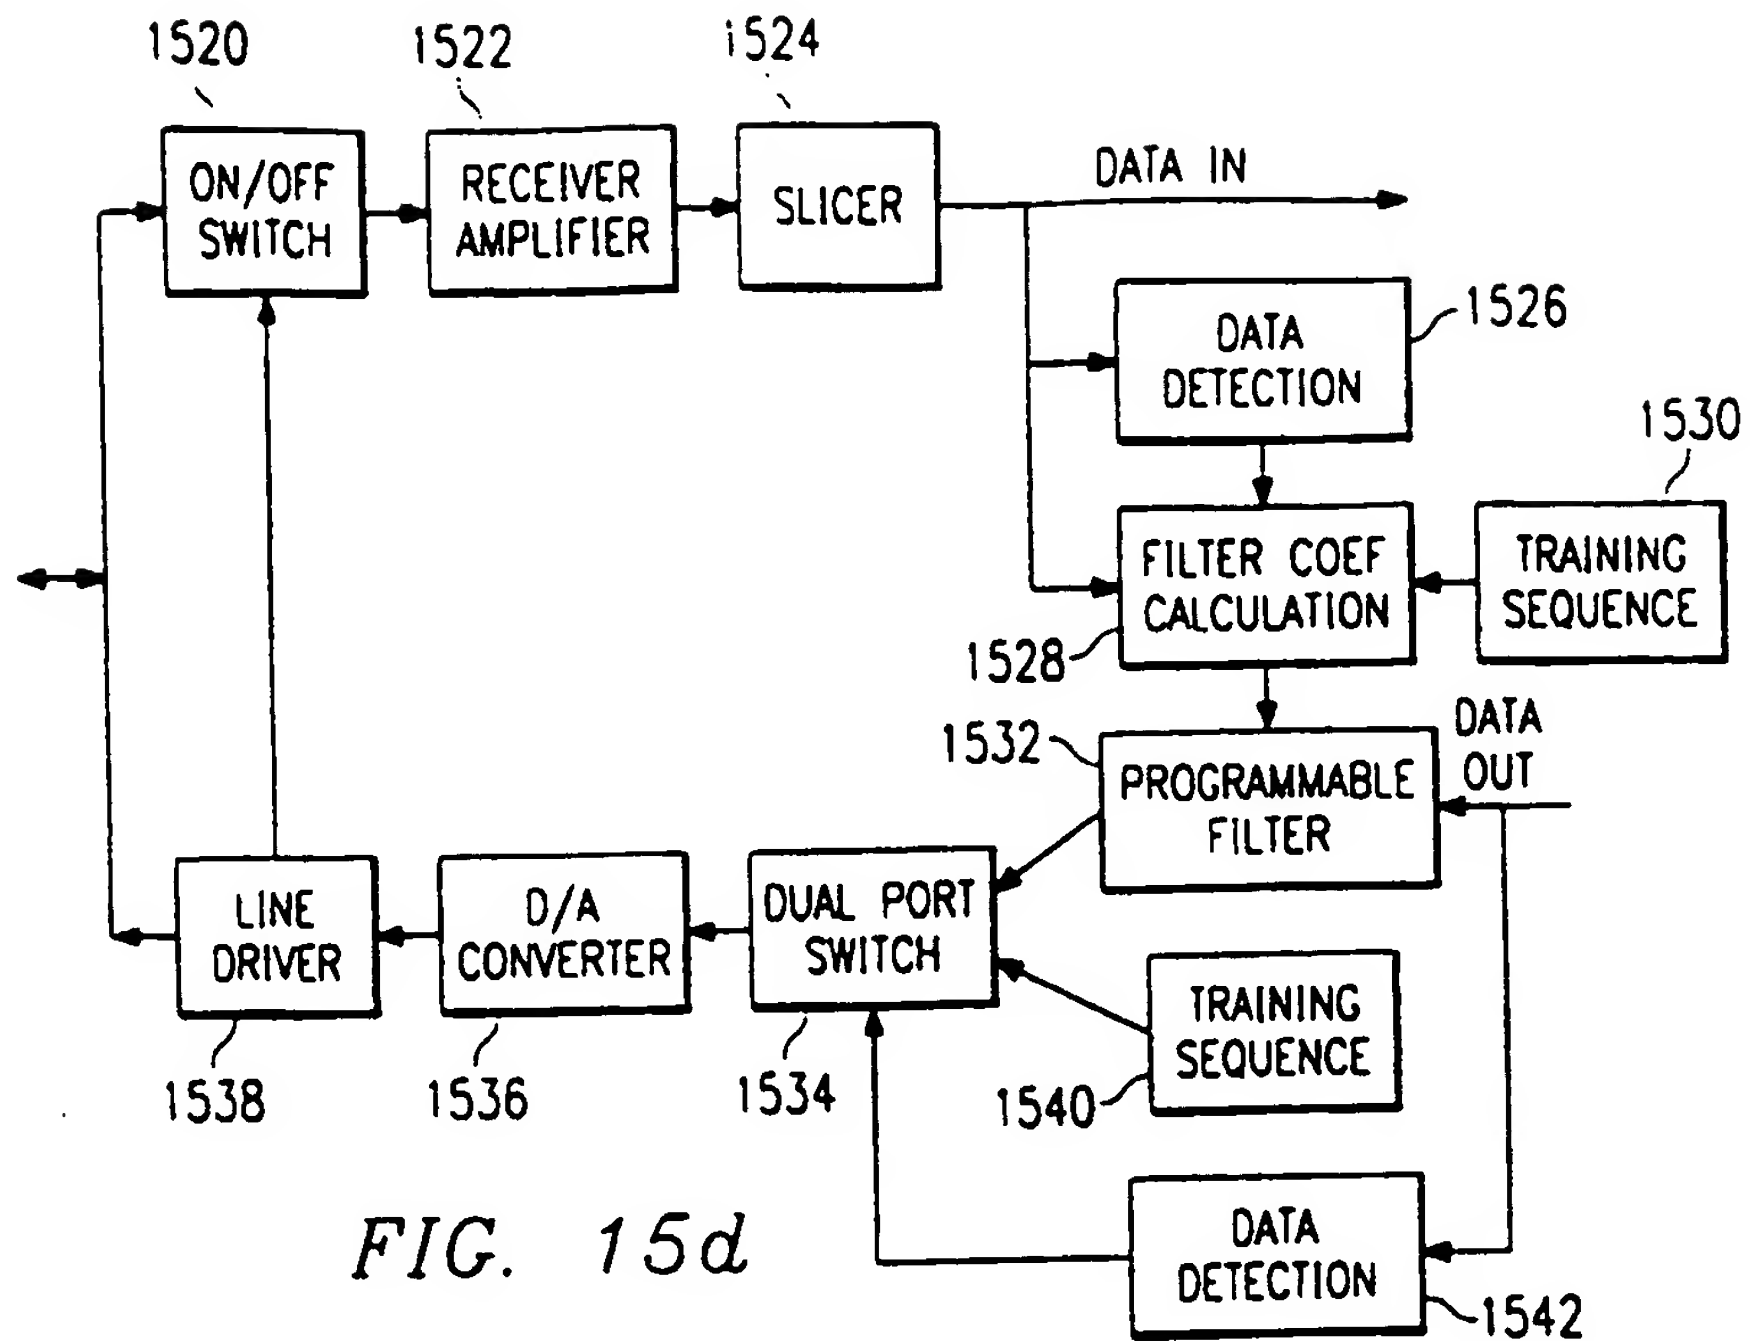 1520
1522
1524
ON/OFF
SWITCH
RECEIVER
AMPLIFIER
SLICER
DATA IN
DATA
DETECTION
1526
1530
FILTER COEF
CALCULATION
1528
TRAINING
SEQUENCE
1532
PROGRAMMABLE
FILTER
DATA
OUT
LINE
DRIVER
D/A
CONVERTER
DUAL PORT
SWITCH
TRAINING
SEQUENCE
1538
1536
1534
1540
DATA
DETECTION
1542
FIG. 15d